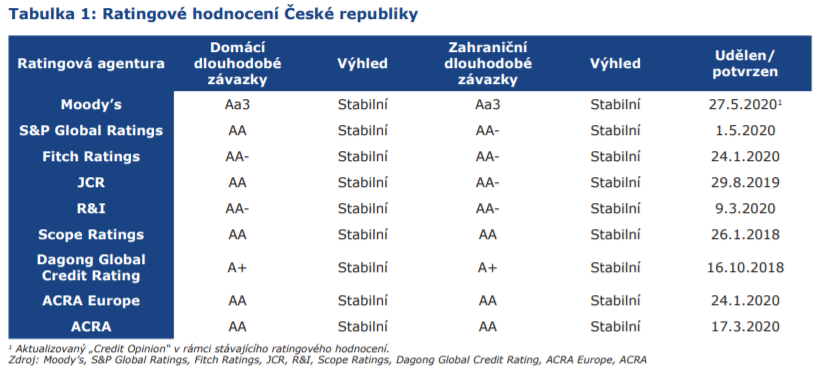 Tabulka 1: Ratingové hodnocení České republiky
Ratingová agentura Domácí dlouhodobé závazky Výhled Zahraniční dlouhodobé závazky Výhled Udělen/ potvrzen
Moody’s Aa3 Stabilní Aa3 Stabilní 27.5.2020¹
S&P Global Ratings AA Stabilní AA- Stabilní 1.5.2020
Fitch Ratings AA- Stabilní AA- Stabilní 24.1.2020
JCR AA Stabilní AA- Stabilní 29.8.2019
R&I AA- Stabilní AA- Stabilní 9.3.2020
Scope Ratings AA Stabilní AA Stabilní 26.1.2018
Dagong Global Credit Rating A+ Stabilní A+ Stabilní 16.10.2018
ACRA Europe AA Stabilní AA Stabilní 24.1.2020
ACRA AA Stabilní AA Stabilní 17.3.2020
¹ Aktualizovaný „Credit Opinion“ v rámci stávajícího ratingového hodnocení.
Zdroj: Moody’s, S&P Global Ratings, Fitch Ratings, JCR, R&I, Scope Ratings, Dagong Global Credit Rating, ACRA Europe, ACRA